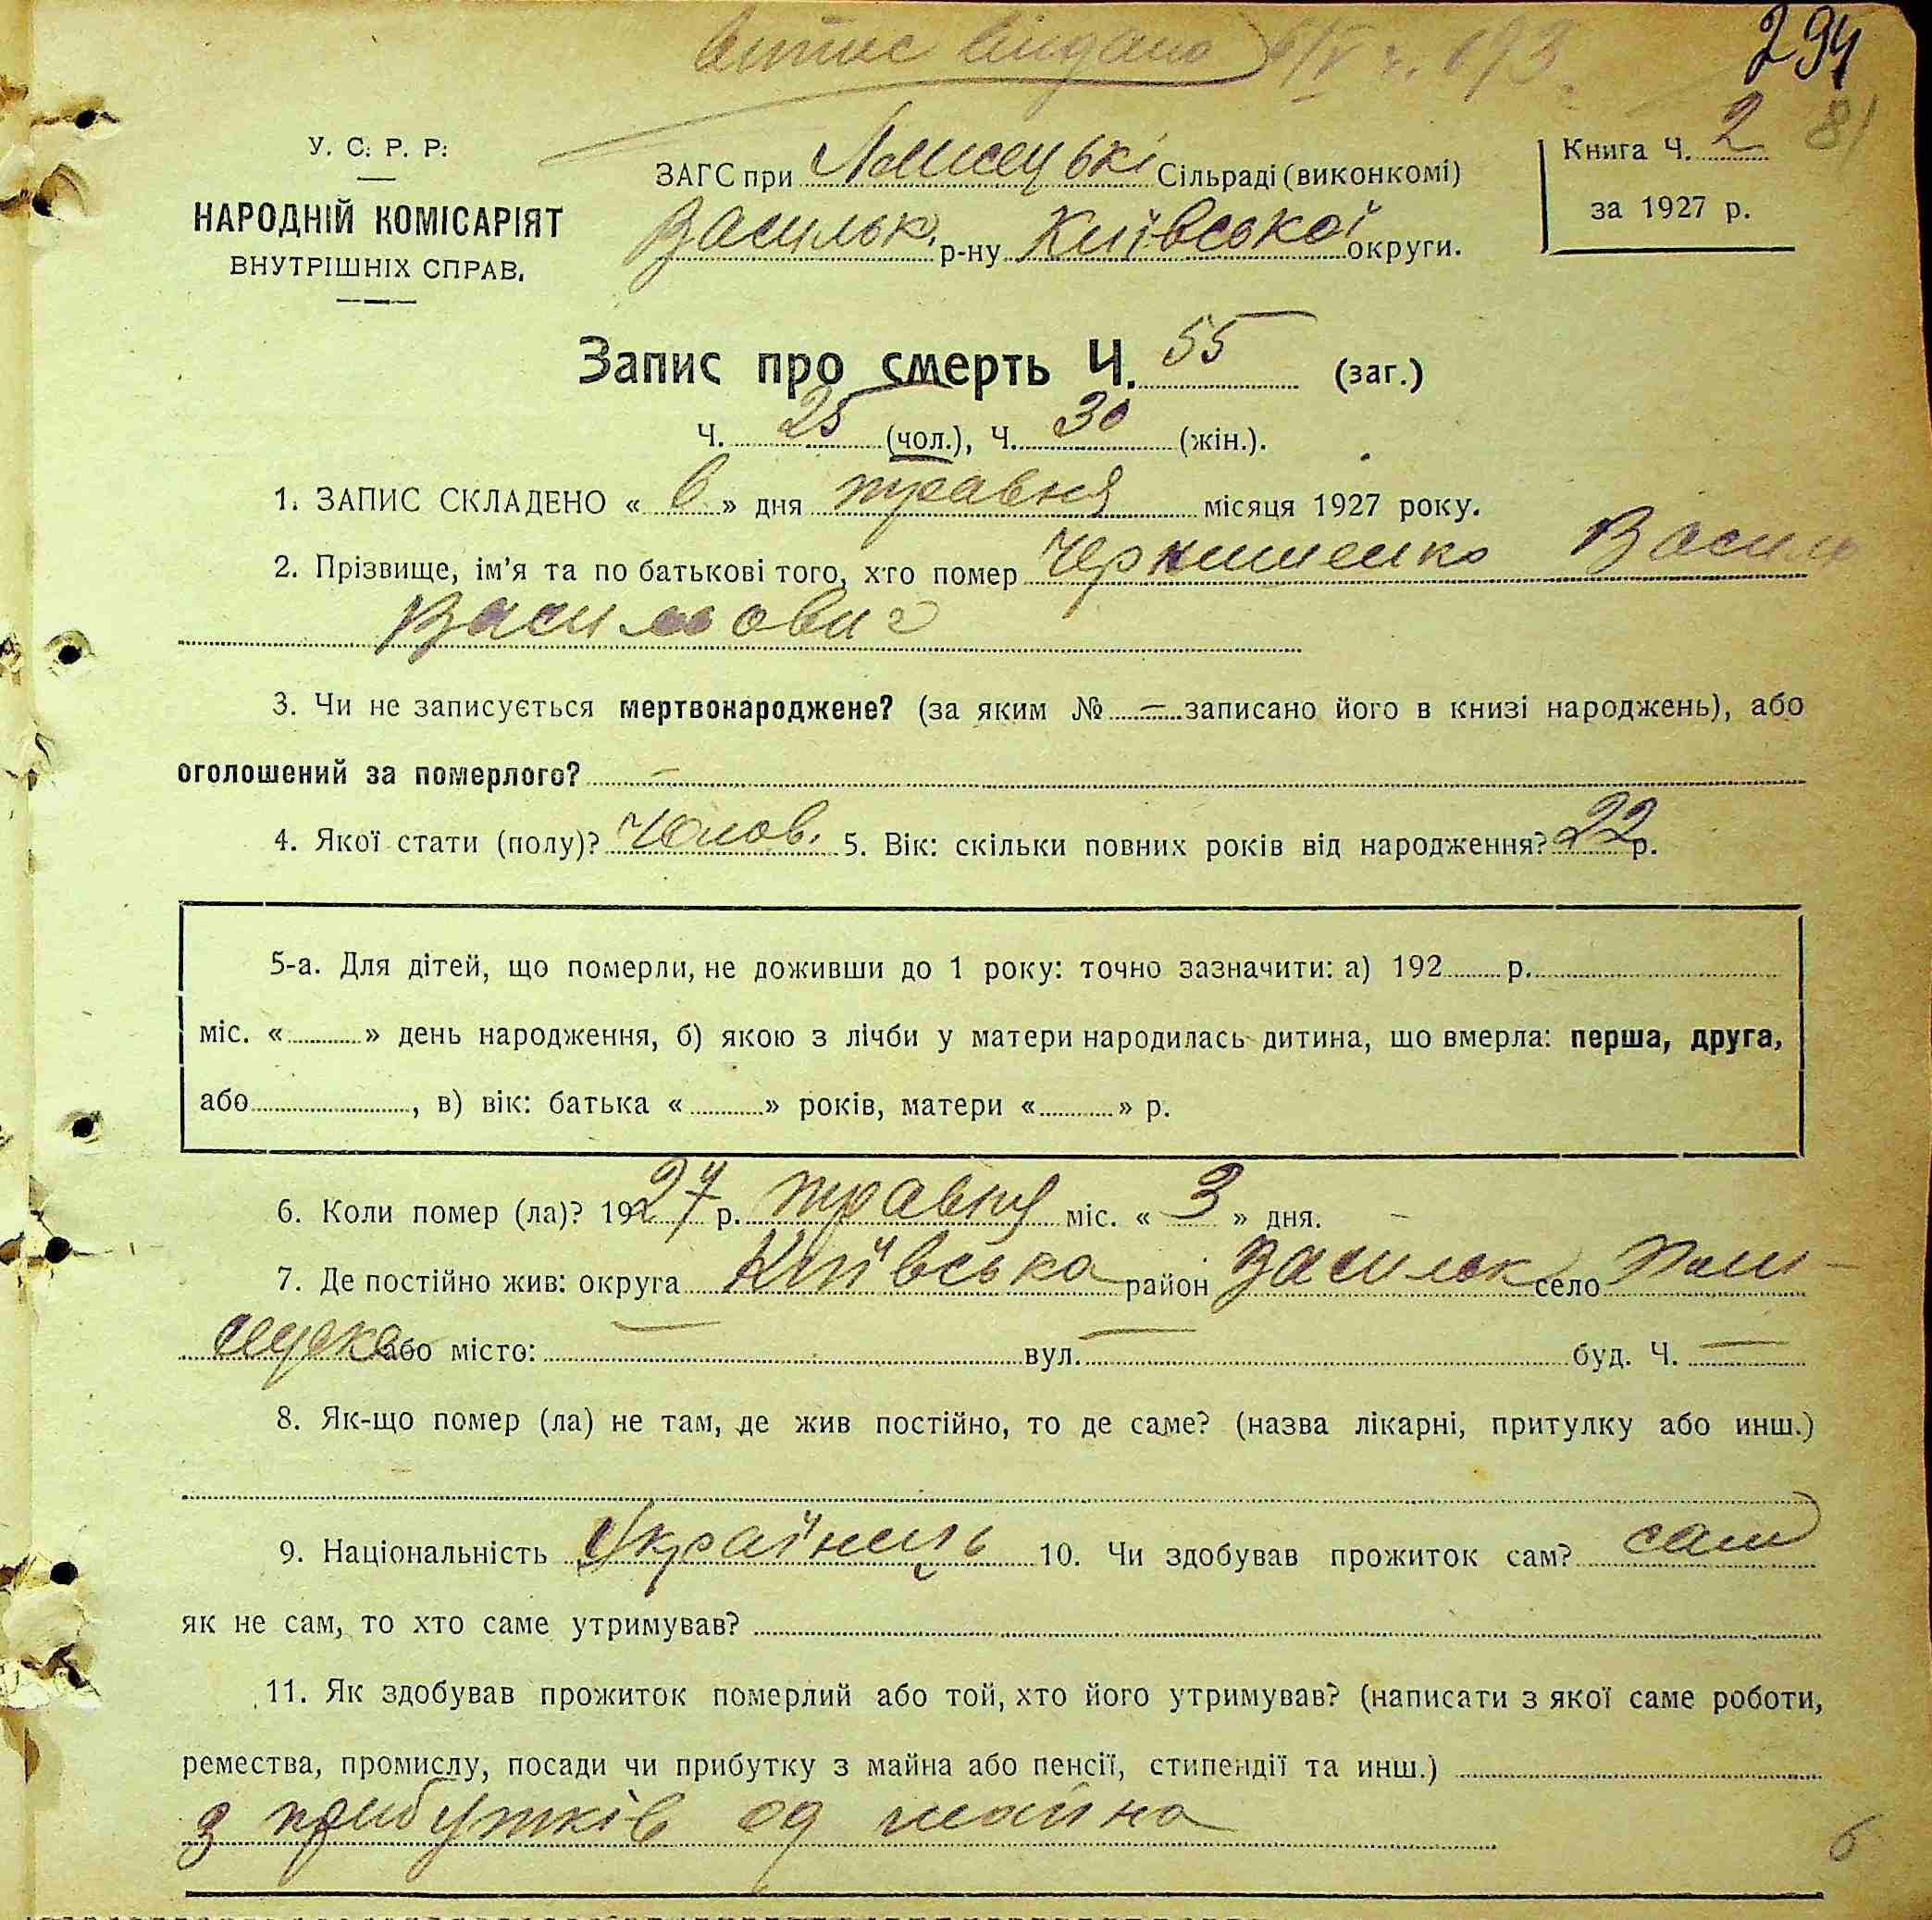 витяг видано 6/V
294
81
У. С. Р. Р.
НАРОДНІЙ КОМІСАРІЯТ
ВНУТРІШНІХ СПРАВ.
ЗАГС при Сільраді (виконкомі)
Васильк. р-ну Київської округи.
Книга Ч. 2
за 1927 р.
Запис про смерть Ч. 55 (заг.)
Ч. 25 (чол.), Ч. 30 (жін.).
1. ЗАПИС СКЛАДЕНО « 6 » дня травня місяця 1927 року.
2. Прізвище, ім'я та по батькові того, хто помер Василь
Васильович
3. Чи не записується мертвонароджене? (за яким № — записано його в книзі народжень), або
оголошений за померлого? —
4. Якої стати (полу)? Чолов. 5. Вік: скільки повних років від народження? 22 р.
5-а. Для дітей, що померли, не доживши до 1 року: точно зазначити: а) 192 р.
міс. « » день народження, б) якою з лічби у матери народилась дитина, що вмерла: перша, друга,
або , в) вік: батька « » років, матери « » р.
6. Коли помер (ла)? 1927 р. травня міс. « 3 » дня.
7. Де постійно жив: округа Київська район Васильк село
або місто: — вул. — буд. Ч. —
8. Як-що помер (ла) не там, де жив постійно, то де саме? (назва лікарні, притулку або инш.)
9. Національність Українець 10. Чи здобував прожиток сам? сам
як не сам, то хто саме утримував?
11. Як здобував прожиток померлий або той, хто його утримував? (написати з якої саме роботи,
ремества, промислу, посади чи прибутку з майна або пенсії, стипендії та инш.)
з прибутків од майна
6